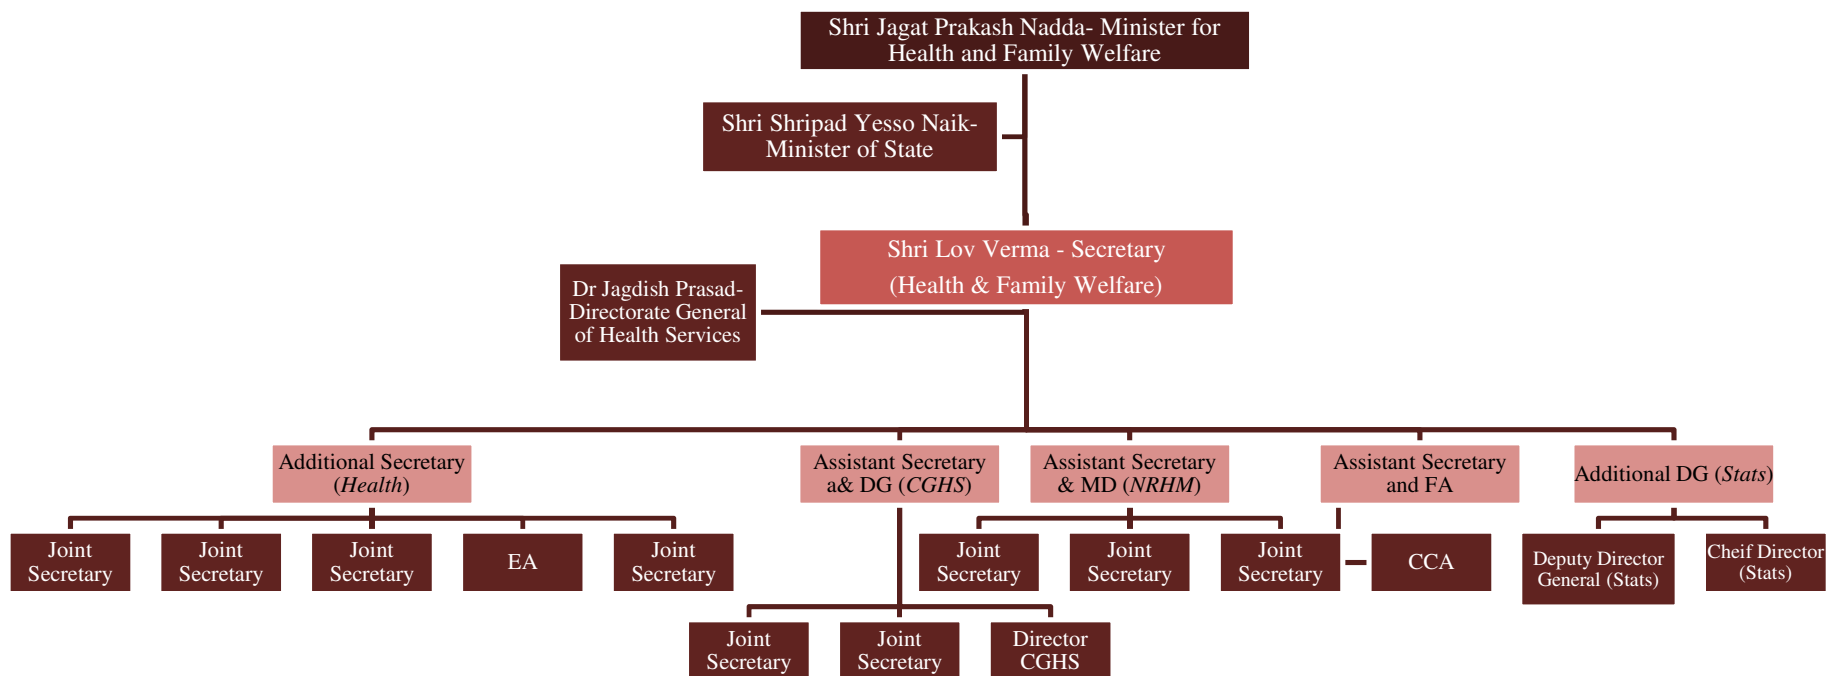 Shri Jagat Prakash Nadda- Minister for
Health and Family Welfare
Shri Shripad Yesso Naik-
Minister of State
Shri Lov Verma - Secretary
(Health & Family Welfare)
Dr Jagdish Prasad-
Directorate General
of Health Services
Additional Secretary
(Health)
Assistant Secretary
a& DG (CGHS)
Assistant Secretary
& MD (NRHM)
Assistant Secretary
and FA
Additional DG (Stats)
Joint
Secretary
Joint
Secretary
Joint
Secretary
EA
Joint
Secretary
Joint
Secretary
Joint
Secretary
Joint
Secretary
CCA
Deputy Director
General (Stats)
Cheif Director
(Stats)
Joint
Secretary
Joint
Secretary
Director
CGHS